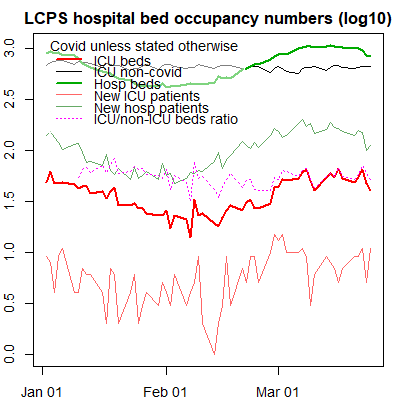 LCPS hospital bed occupancy numbers (log10)
Covid unless stated otherwise
ICU beds
ICU non-covid
Hosp beds
New ICU patients
New hosp patients
ICU/non-ICU beds ratio
3.0
2.5
2.0
1.5
1.0
0.5
0.0
Jan 01
Feb 01
Mar 01